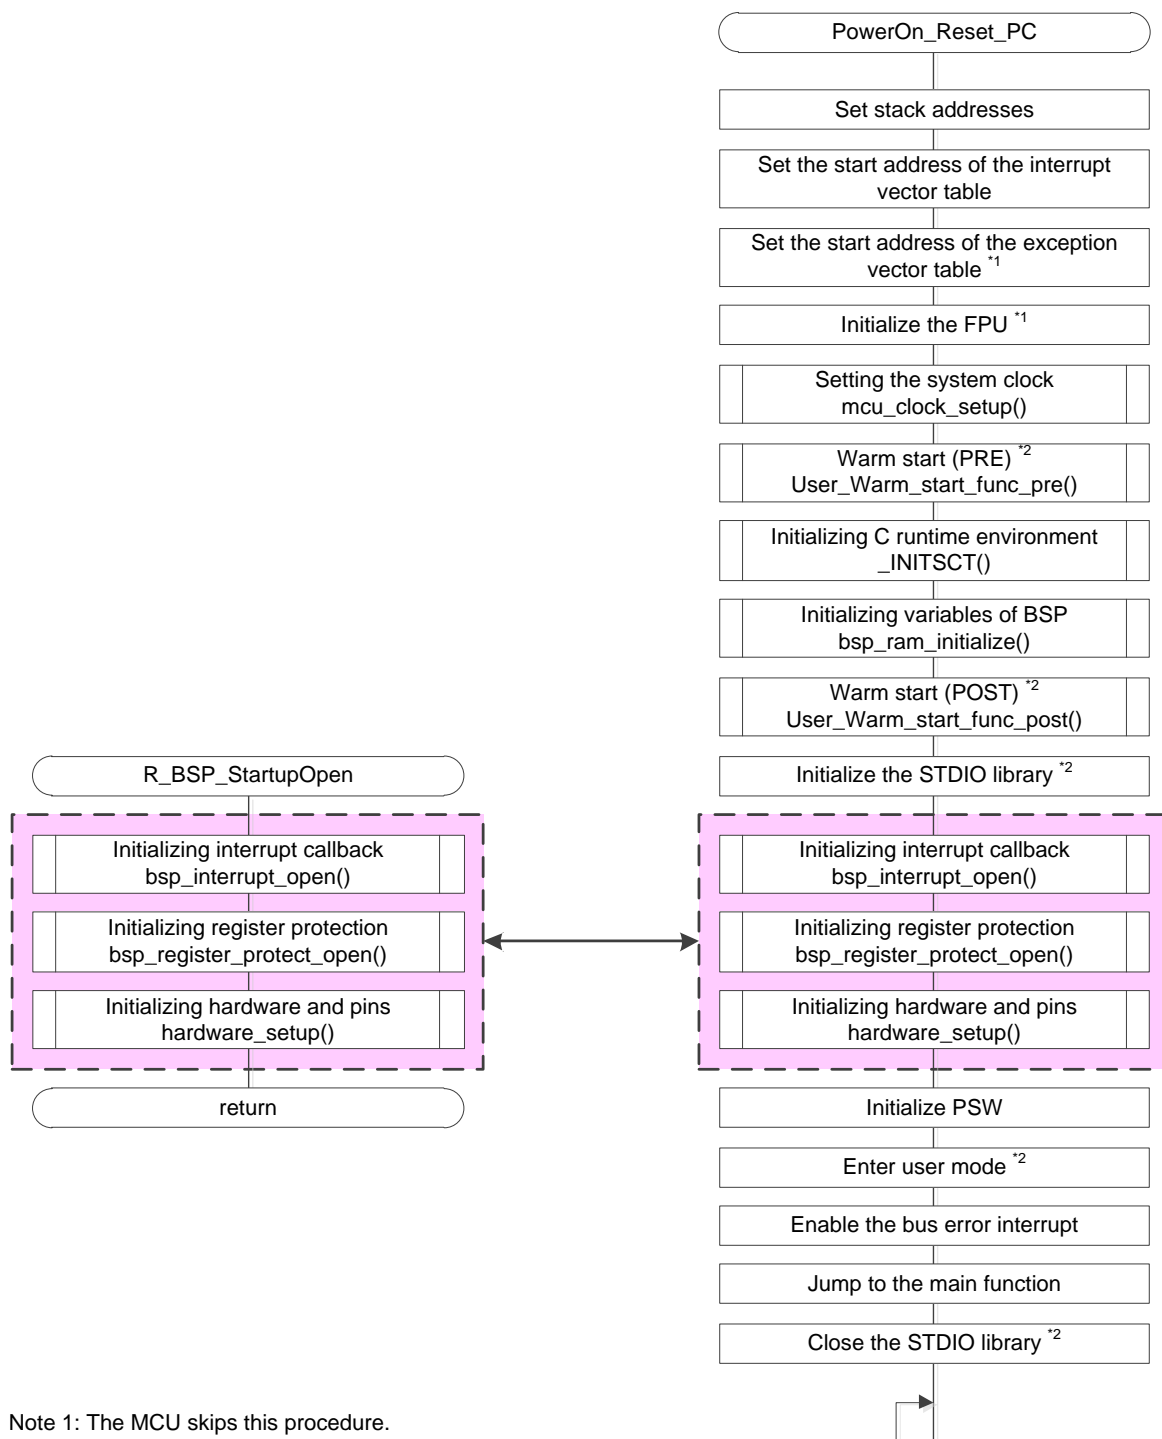 PowerOn_Reset_PC
Set stack addresses
Set the start address of the interrupt
vector table
Set the start address of the exception
vector table *1
Initialize the FPU *1
Setting the system clock
mcu_clock_setup()
Warm start (PRE) *2
User_Warm_start_func_pre()
Initializing C runtime environment
_INITSCT()
Initializing variables of BSP
bsp_ram_initialize()
Warm start (POST) *2
User_Warm_start_func_post()
Initialize the STDIO library *2
Initializing interrupt callback
bsp_interrupt_open()
Initializing register protection
bsp_register_protect_open()
Initializing hardware and pins
hardware_setup()
Initialize PSW
Enter user mode *2
Enable the bus error interrupt
Jump to the main function
Close the STDIO library *2
R_BSP_StartupOpen
Initializing interrupt callback
bsp_interrupt_open()
Initializing register protection
bsp_register_protect_open()
Initializing hardware and pins
hardware_setup()
return
Note 1: The MCU skips this procedure.